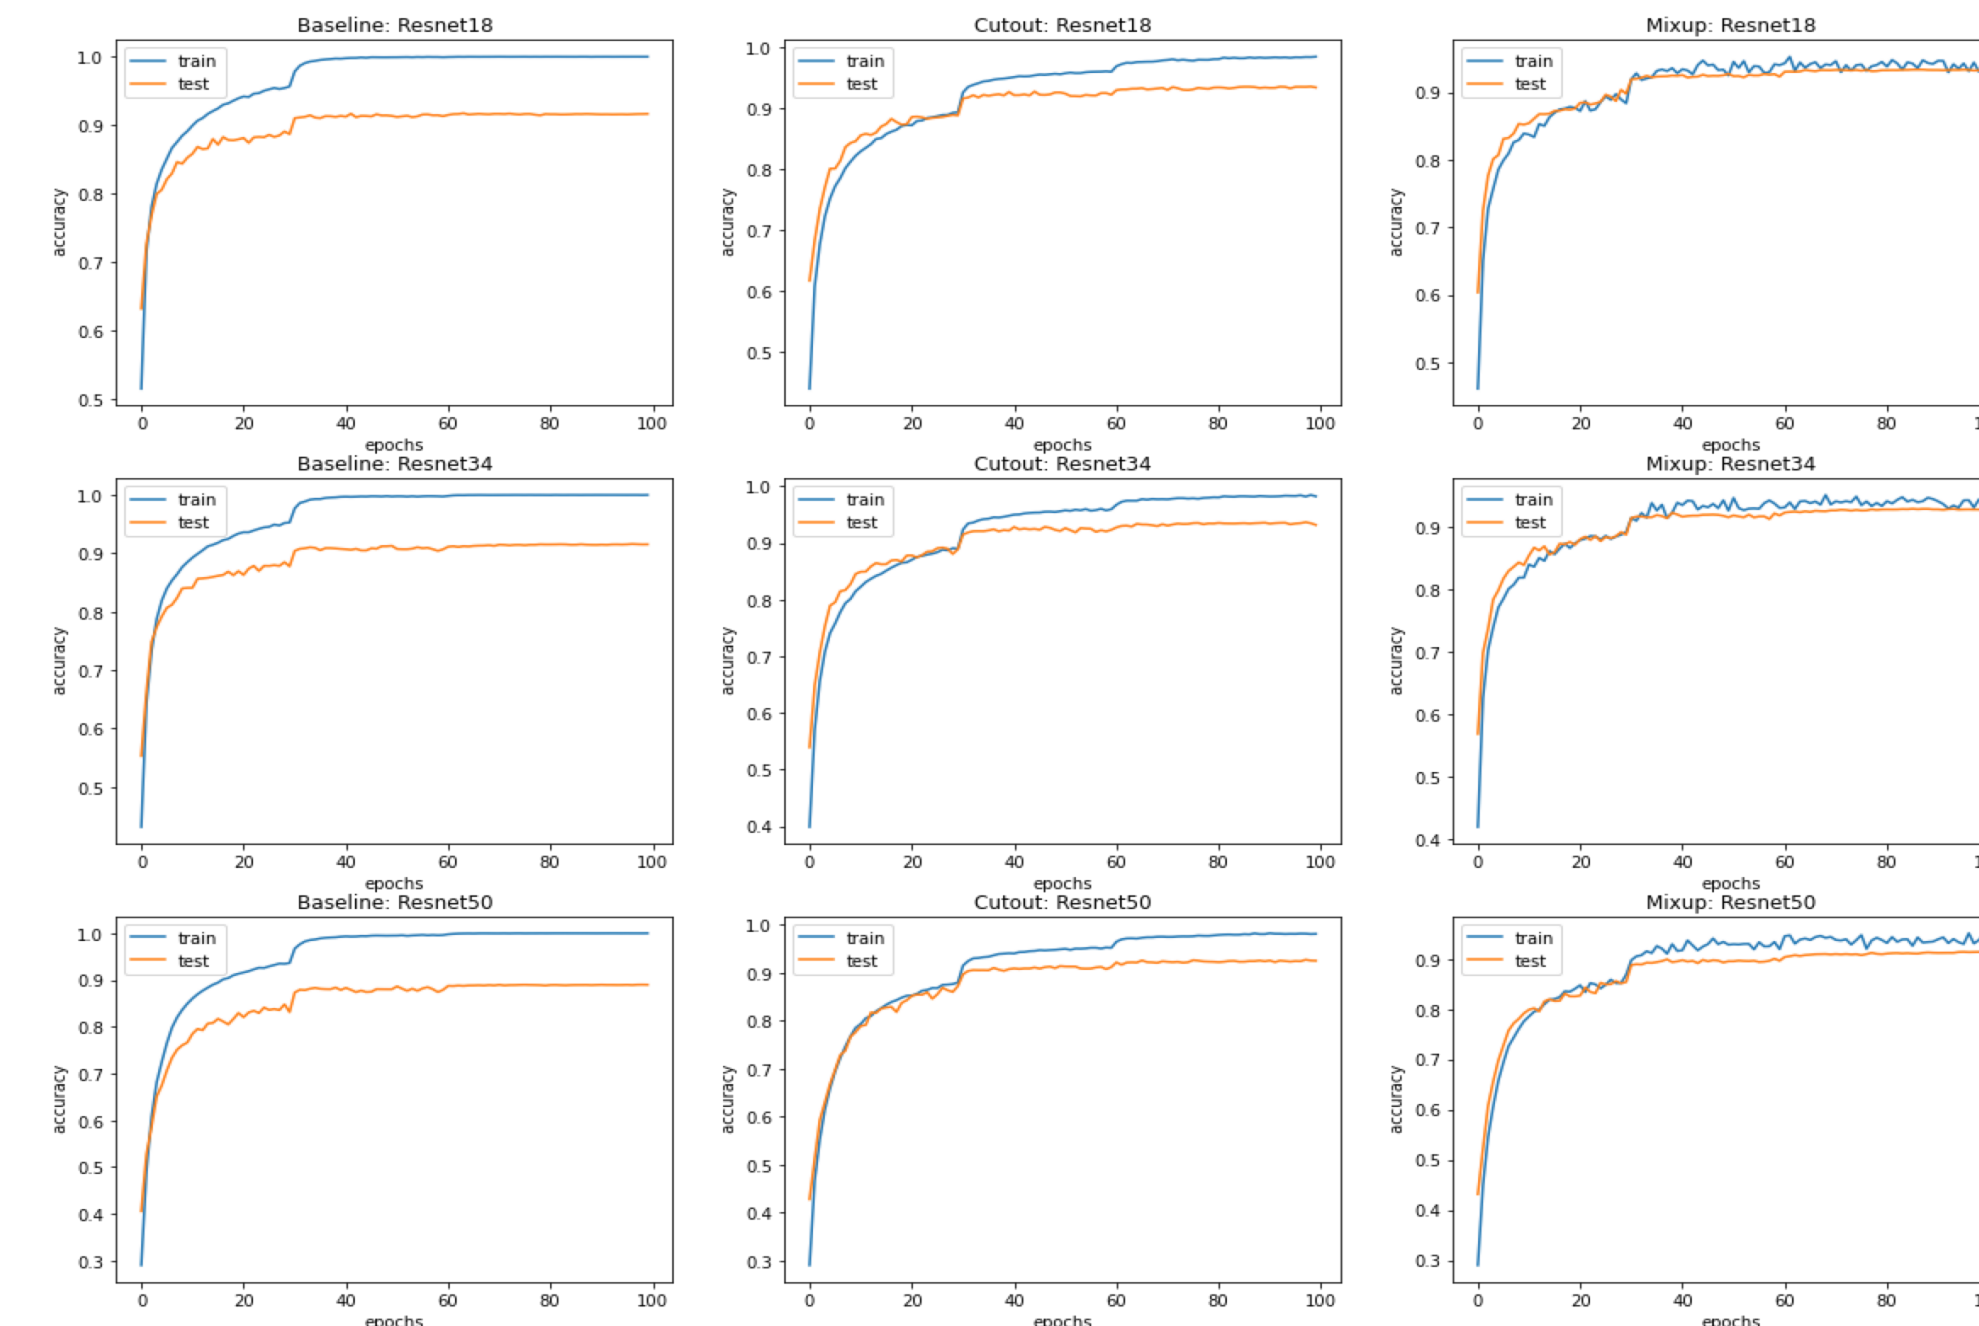 Baseline: Resnet18
1.0
0.9
0.8
0.7
0.6
0.5
accuracy
train
test
0 20 40 60 80 100
epochs
Cutout: Resnet18
1.0
0.9
0.8
0.7
0.6
0.5
accuracy
train
test
0 20 40 60 80 100
epochs
Mixup: Resnet18
0.9
0.8
0.7
0.6
0.5
accuracy
train
test
0 20 40 60 80
epochs
Baseline: Resnet34
1.0
0.9
0.8
0.7
0.6
0.5
accuracy
train
test
0 20 40 60 80 100
epochs
Cutout: Resnet34
1.0
0.9
0.8
0.7
0.6
0.5
0.4
accuracy
train
test
0 20 40 60 80 100
epochs
Mixup: Resnet34
0.9
0.8
0.7
0.6
0.5
0.4
accuracy
train
test
0 20 40 60 80
epochs
Baseline: Resnet50
1.0
0.9
0.8
0.7
0.6
0.5
0.4
0.3
accuracy
train
test
0 20 40 60 80 100
epochs
Cutout: Resnet50
1.0
0.9
0.8
0.7
0.6
0.5
0.4
0.3
accuracy
train
test
0 20 40 60 80 100
epochs
Mixup: Resnet50
0.9
0.8
0.7
0.6
0.5
0.4
0.3
accuracy
train
test
0 20 40 60 80
epochs